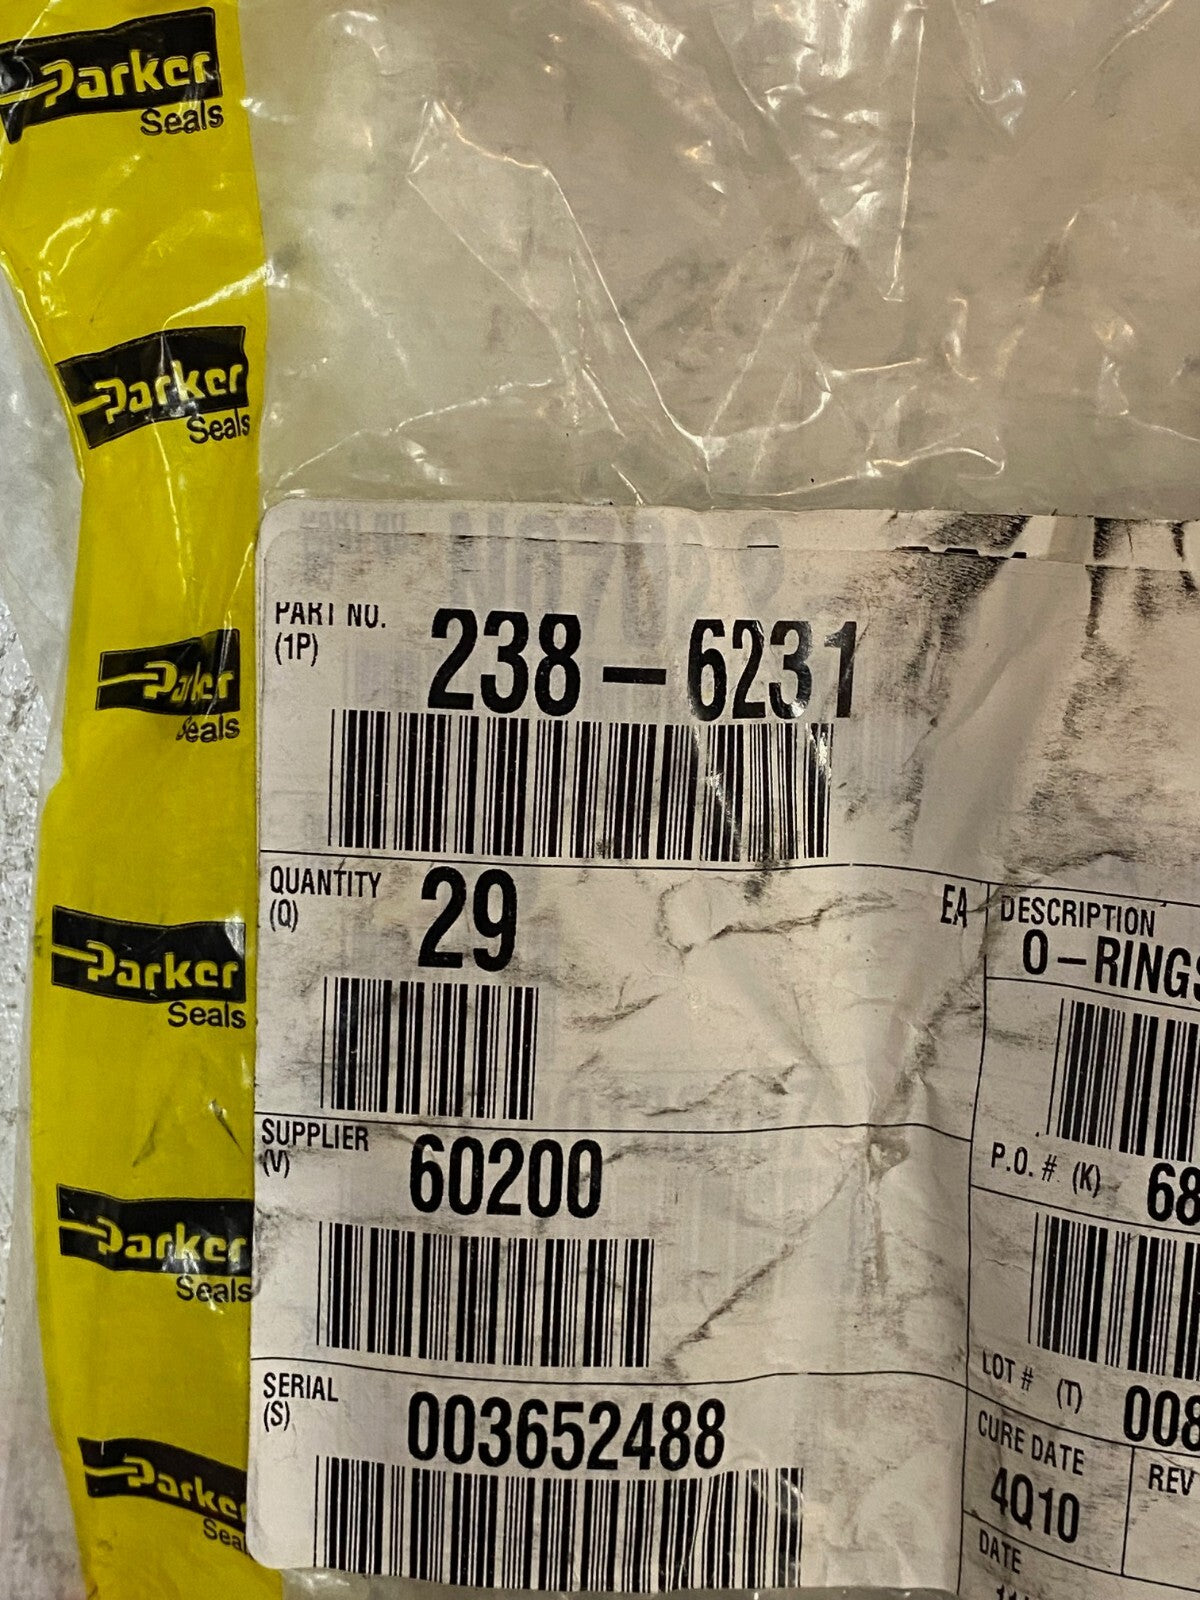 Parker
Seals
Parker
Seals
Parker
Seals
Parker
Seals
Parker
Seals
Parker
PART NO.
(1P)
238-6231
QUANTITY
(Q)
29
EA
SUPPLIER
(V)
60200
SERIAL
(S)
003652488
DESCRIPTION
O-RINGS
P.O.# (K)
68
LOT # (T)
008
CURE DATE
4Q10
REV
DATE